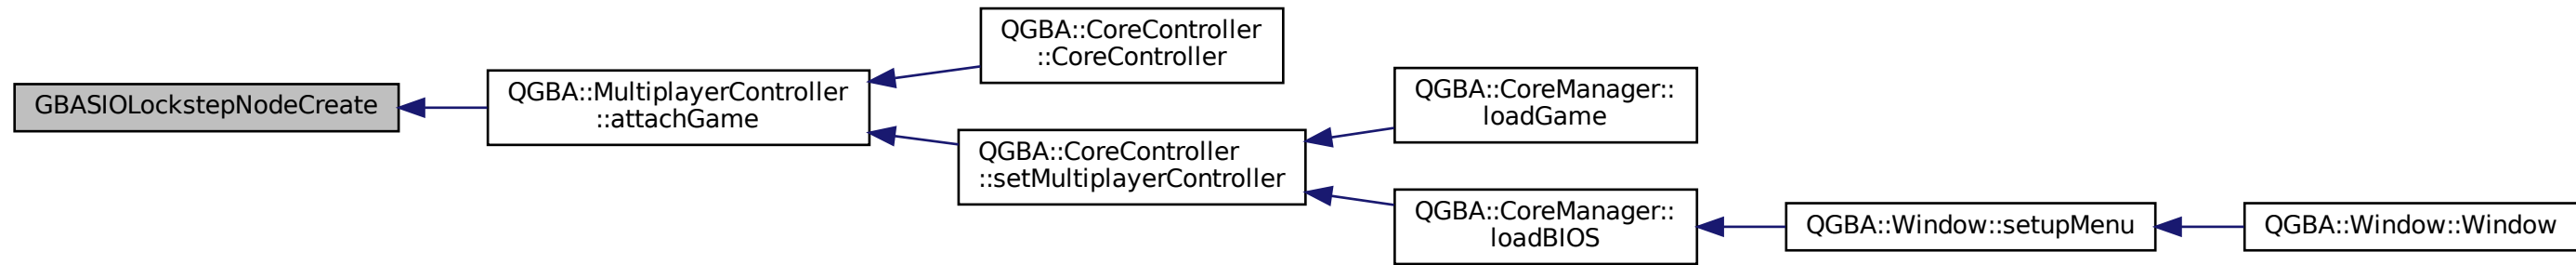 GBASIOLockstepNodeCreate
QGBA::MultiplayerController
::attachGame
QGBA::CoreController
::CoreController
QGBA::CoreController
::setMultiplayerController
QGBA::CoreManager::
loadGame
QGBA::CoreManager::
loadBIOS
QGBA::Window::setupMenu
QGBA::Window::Window